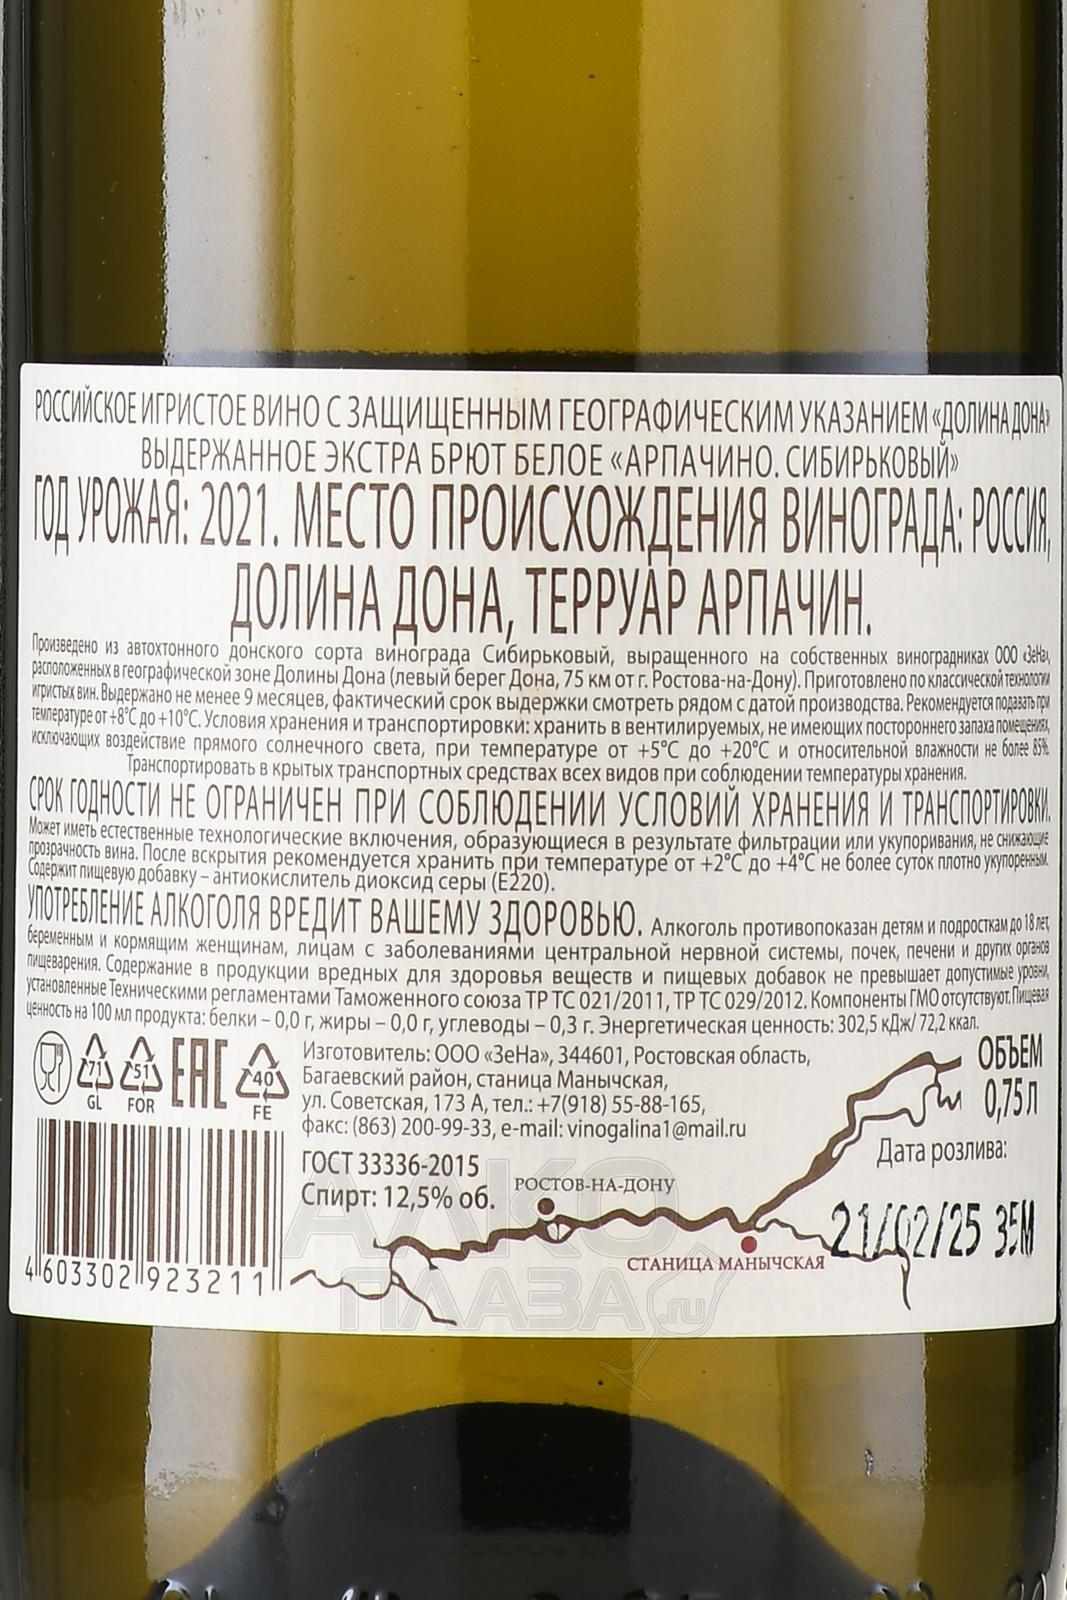 РОССИЙСКОЕ ИГРИСТОЕ ВИНО С ЗАЩИЩЕННЫМ ГЕОГРАФИЧЕСКИМ УКАЗАНИЕМ «ДОЛИНА ДОНА»
ВЫДЕРЖАННОЕ ЭКСТРА БРЮТ БЕЛОЕ «АРПАЧИНО. СИБИРЬКОВЫЙ»
ГОД УРОЖАЯ: 2021. МЕСТО ПРОИСХОЖДЕНИЯ ВИНОГРАДА: РОССИЯ,
ДОЛИНА ДОНА, ТЕРРУАР АРПАЧИН.
Произведено из автохтонного донского сорта винограда Сибирьковый, выращенного на собственных виноградниках ООО «ЗеНа»,
расположенных в географической зоне Долины Дона (левый берег Дона, 75 км от г. Ростова-на-Дону). Приготовлено по классической технологии
игристых вин. Выдержано не менее 9 месяцев, фактический срок выдержки смотреть рядом с датой производства. Рекомендуется подавать при
температуре от +8°С до +10°С. Условия хранения и транспортировки: хранить в вентилируемых, не имеющих постороннего запаха помещениях,
исключающих воздействие прямого солнечного света, при температуре от +5°С до +20°С и относительной влажности не более 85%.
Транспортировать в крытых транспортных средствах всех видов при соблюдении температуры хранения.
СРОК ГОДНОСТИ НЕ ОГРАНИЧЕН ПРИ СОБЛЮДЕНИИ УСЛОВИЙ ХРАНЕНИЯ И ТРАНСПОРТИРОВКИ.
Может иметь естественные технологические включения, образующиеся в результате фильтрации или укупоривания, не снижающие
прозрачность вина. После вскрытия рекомендуется хранить при температуре от +2°С до +4°С не более суток плотно укупоренным.
Содержит пищевую добавку – антиокислитель диоксид серы (Е220).
УПОТРЕБЛЕНИЕ АЛКОГОЛЯ ВРЕДИТ ВАШЕМУ ЗДОРОВЬЮ. Алкоголь противопоказан детям и подросткам до 18 лет,
беременным и кормящим женщинам, лицам с заболеваниями центральной нервной системы, почек, печени и других органов
пищеварения. Содержание в продукции вредных для здоровья веществ и пищевых добавок не превышает допустимые уровни,
установленные Техническими регламентами Таможенного союза ТР ТС 021/2011, ТР ТС 029/2012. Компоненты ГМО отсутствуют. Пищевая
ценность на 100 мл продукта: белки – 0,0 г, жиры – 0,0 г, углеводы – 0,3 г. Энергетическая ценность: 302,5 кДж/ 72,2 ккал.
71 GL
51 FOR
EAC
40 FE
Изготовитель: ООО «ЗеНа», 344601, Ростовская область,
Багаевский район, станица Манычская,
ул. Советская, 173 А, тел.: +7(918) 55-88-165,
факс: (863) 200-99-33, e-mail: vinogalina1@mail.ru
ОБЪЕМ
0,75 Л
Дата розлива:
21/02/25 35М
ГОСТ 33336-2015
Спирт: 12,5% об.
РОСТОВ-НА-ДОНУ
СТАНИЦА МАНЫЧСКАЯ
4 603302 923211
АЛКО
ПЛАЗА.ru